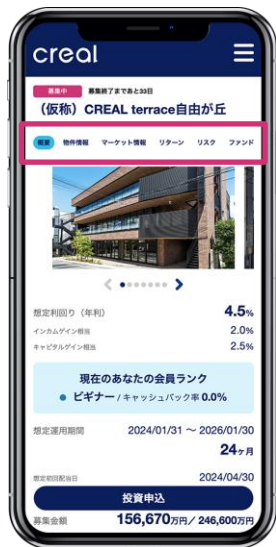 creal
募集中 募集終了まであと33日
（仮称）CREAL terrace自由が丘
概要 物件情報 マーケット情報 リターン リスク ファンド
想定利回り（年利） 4.5%
インカムゲイン相当 2.0%
キャピタルゲイン相当 2.5%
現在のあなたの会員ランク
ビギナー / キャッシュバック率 0.0%
想定運用期間 2024/01/31 ～ 2026/01/30
24ヶ月
想定初回配当日 2024/04/30
投資申込
募集金額 156,670万円 / 246,600万円